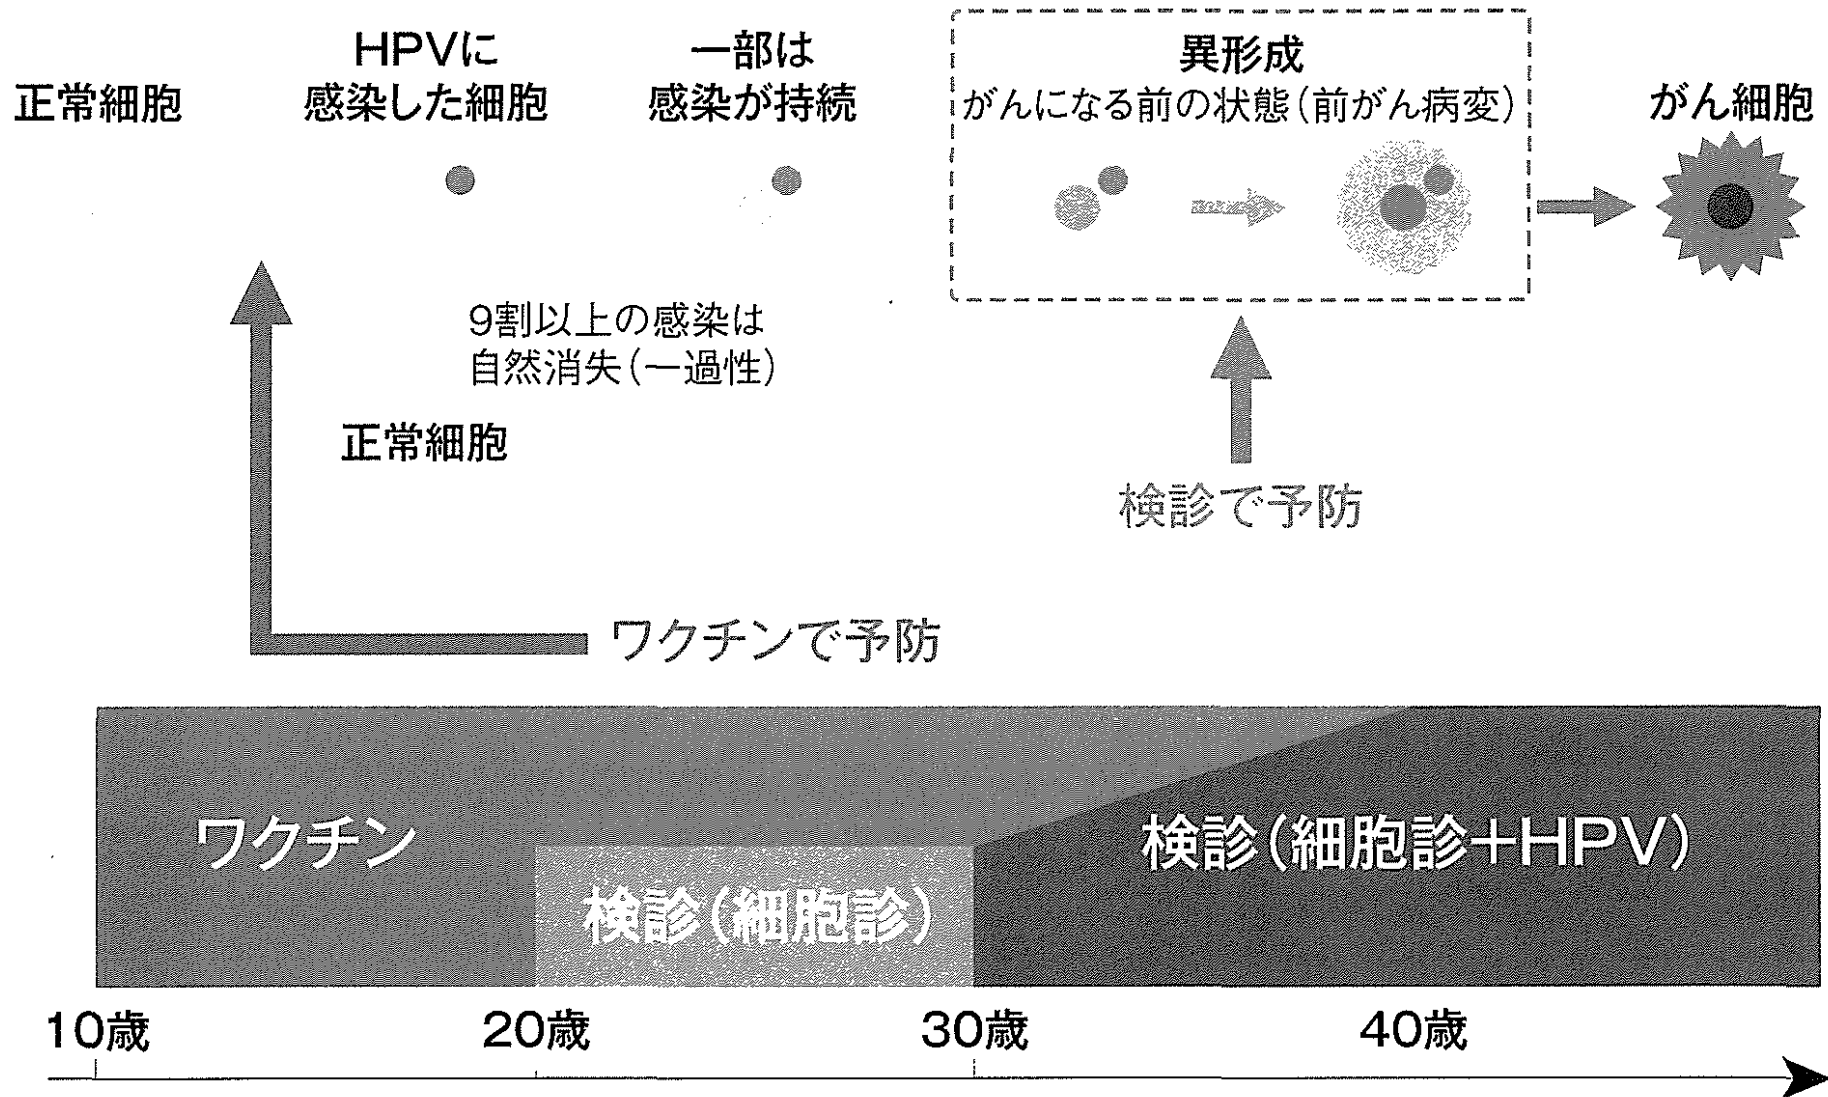 正常細胞
HPVに
感染した細胞
一部は
感染が持続
異形成
がんになる前の状態（前がん病変）
がん細胞
9割以上の感染は
自然消失（一過性）
正常細胞
検診で予防
ワクチンで予防
ワクチン
検診（細胞診）
検診（細胞診＋HPV）
10歳
20歳
30歳
40歳